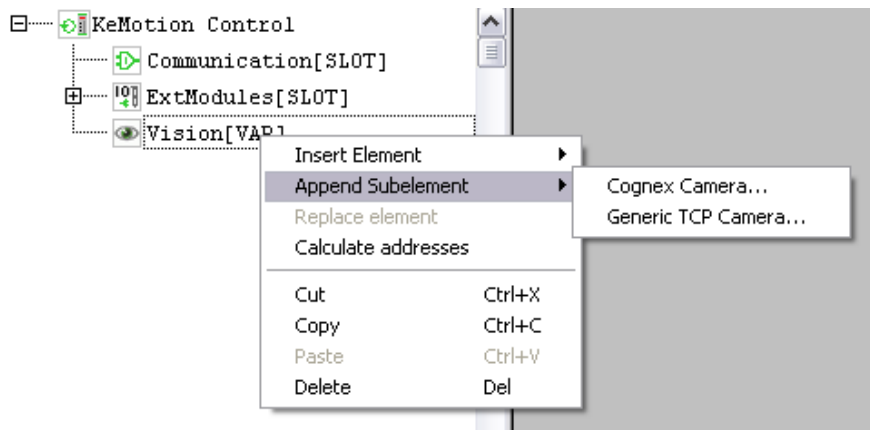 KeMotion Control
Communication[SLOT]
ExtModules[SLOT]
Vision[VAR]
Insert Element
Append Subelement
Cognex Camera...
Generic TCP Camera...
Replace element
Calculate addresses
Cut Ctrl+X
Copy Ctrl+C
Paste Ctrl+V
Delete Del